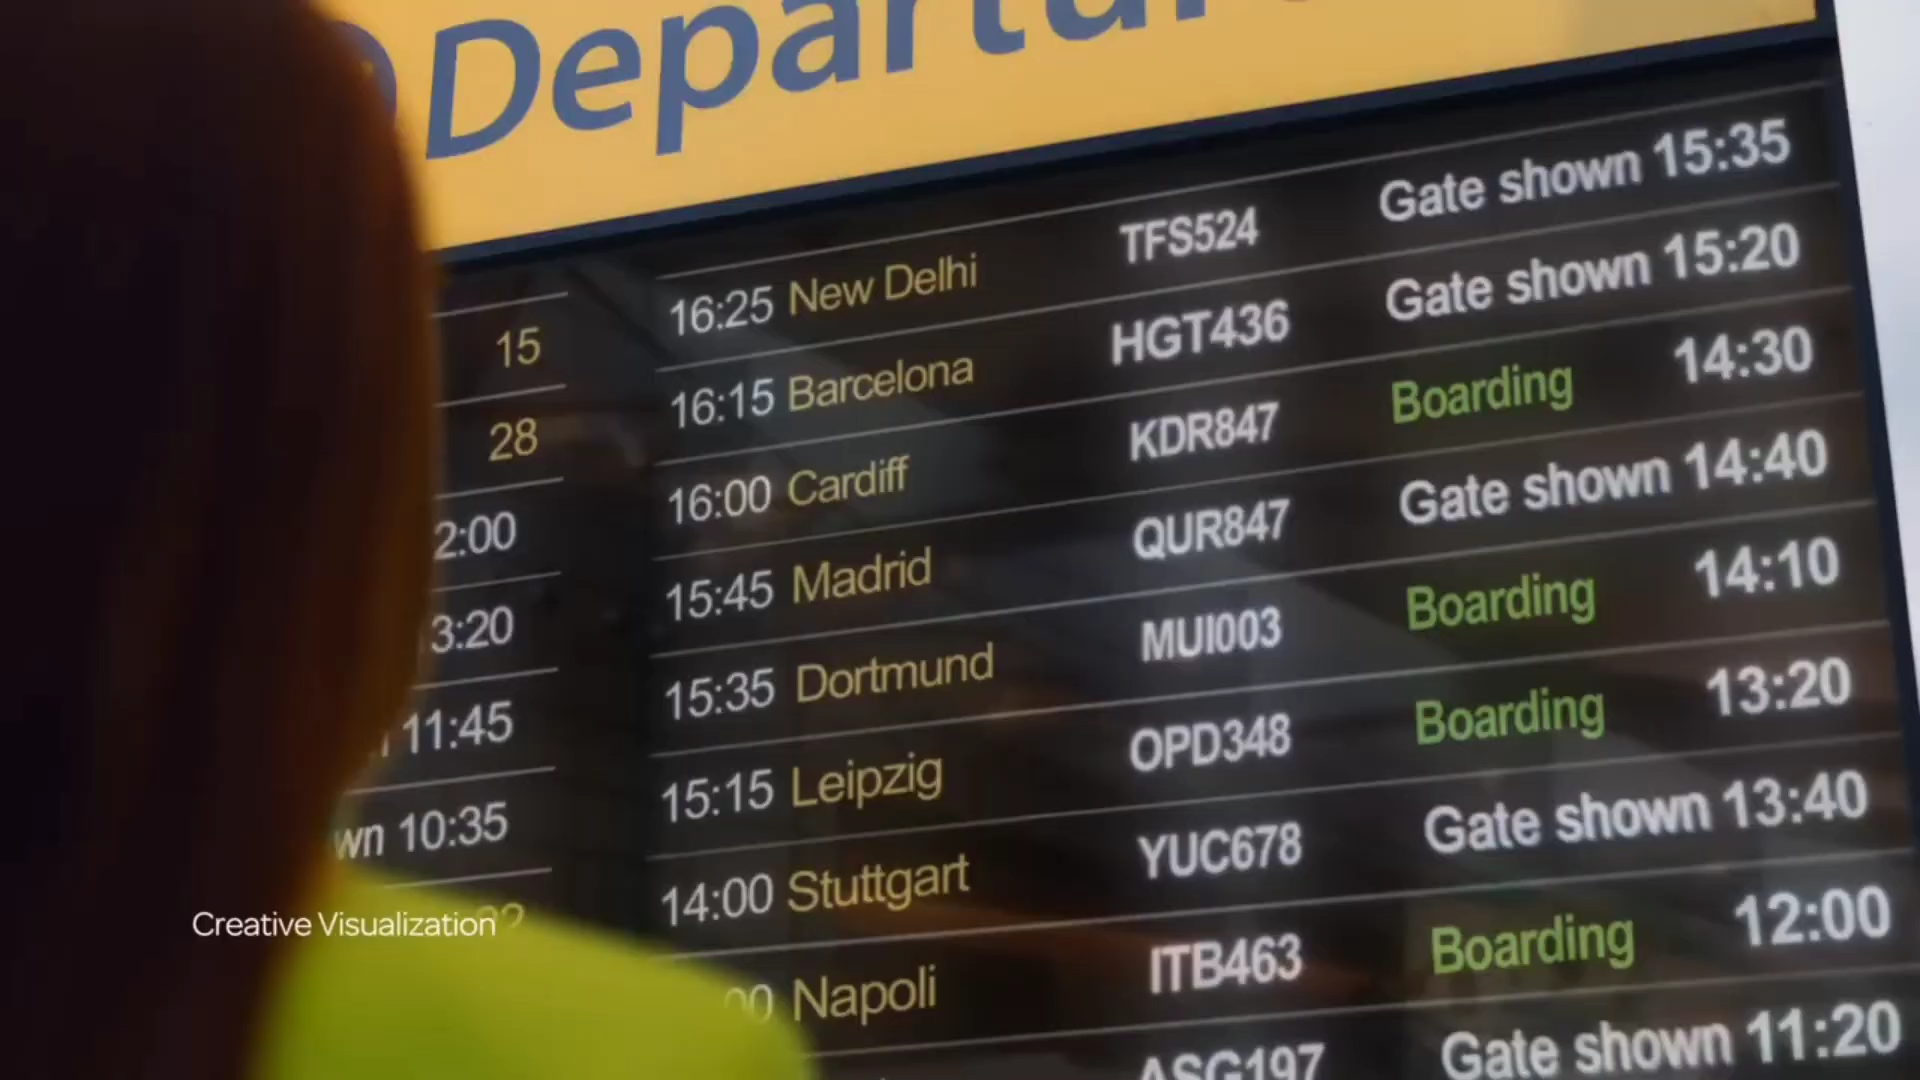 Departur
15
28
2:00
3:20
11:45
wn 10:35
16:25 New Delhi TFS524 Gate shown 15:35
16:15 Barcelona HGT436 Gate shown 15:20
16:00 Cardiff KDR847 Boarding 14:30
15:45 Madrid QUR847 Gate shown 14:40
15:35 Dortmund MUI003 Boarding 14:10
15:15 Leipzig OPD348 Boarding 13:20
14:00 Stuttgart YUC678 Gate shown 13:40
00 Napoli ITB463 Boarding 12:00
ASG197 Gate shown 11:20
Creative Visualization